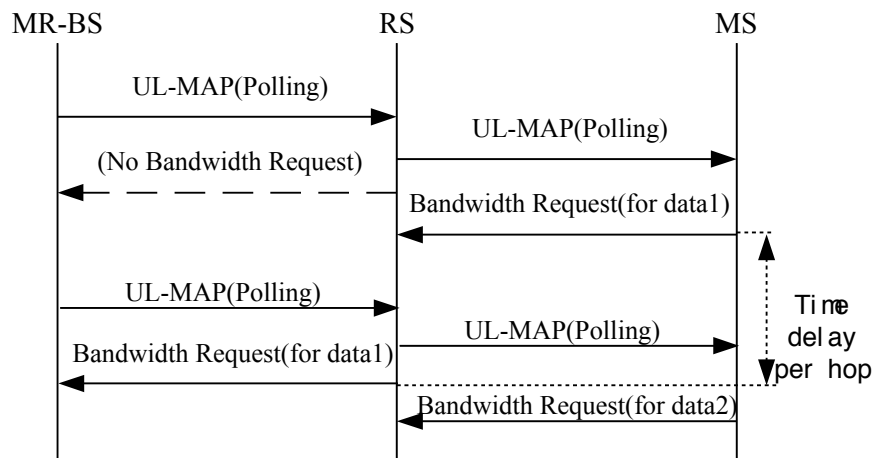 MR-BS RS MS
UL-MAP(Polling)
UL-MAP(Polling)
(No Bandwidth Request)
Bandwidth Request(for data1)
UL-MAP(Polling)
Time
UL-MAP(Polling)
delay
Bandwidth Request(for data1)
per hop
Bandwidth Request(for data2)